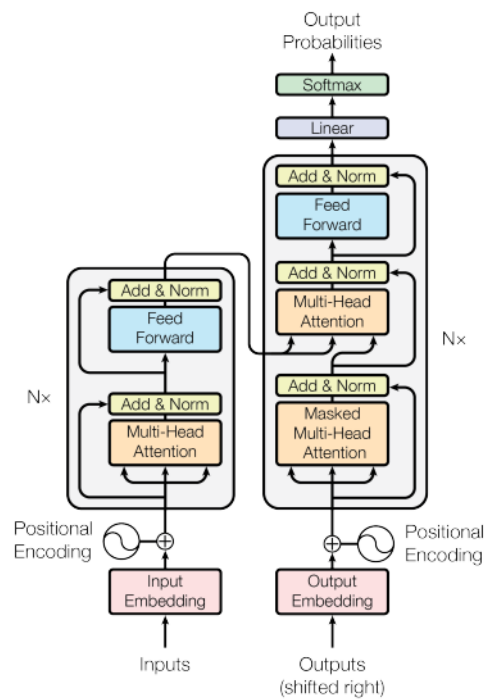 Output
Probabilities
Softmax
Linear
Add & Norm
Feed
Forward
Add & Norm
Multi-Head
Attention
Nx
Add & Norm
Masked
Multi-Head
Attention
Positional
Encoding
Output
Embedding
Outputs
(shifted right)
Add & Norm
Feed
Forward
Nx
Add & Norm
Multi-Head
Attention
Positional
Encoding
Input
Embedding
Inputs